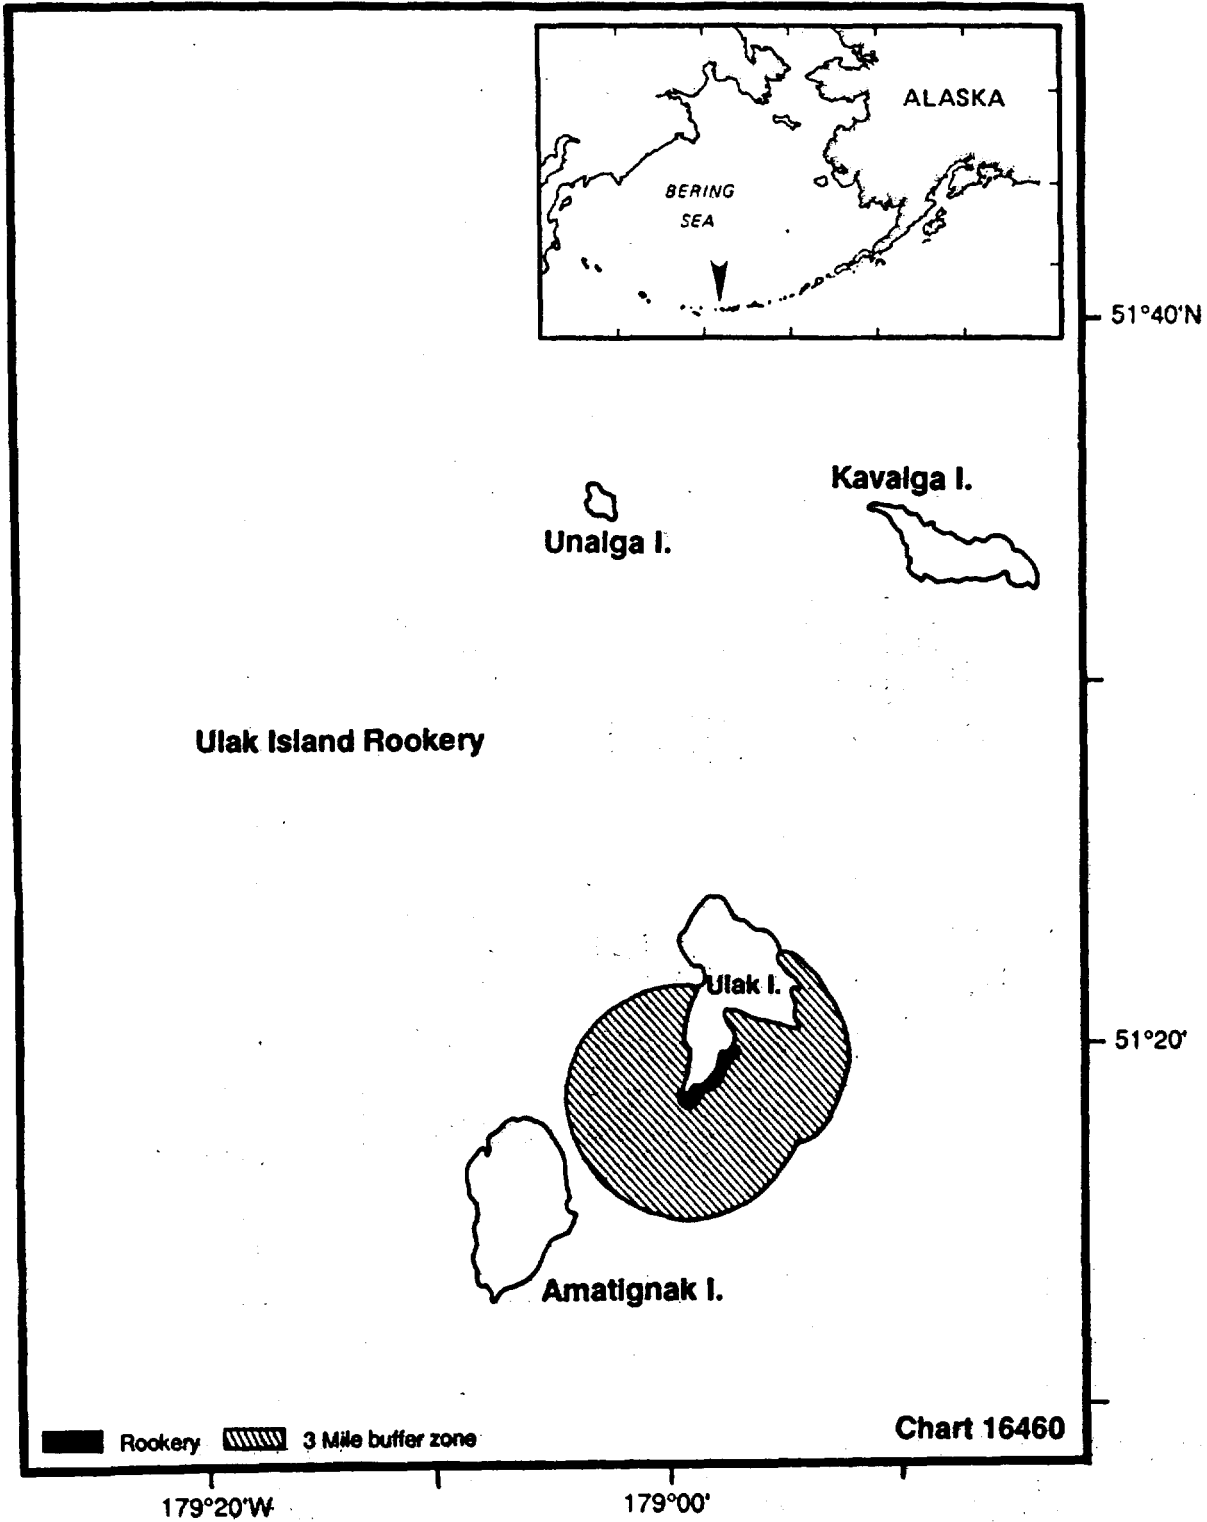 ALASKA
BERING
SEA
51°40'N
Kavalga I.
Unalga I.
Ulak Island Rookery
Ulak I.
51°20'
Amatignak I.
Chart 16460
Rookery 3 Mile buffer zone
179°20'W 179°00'